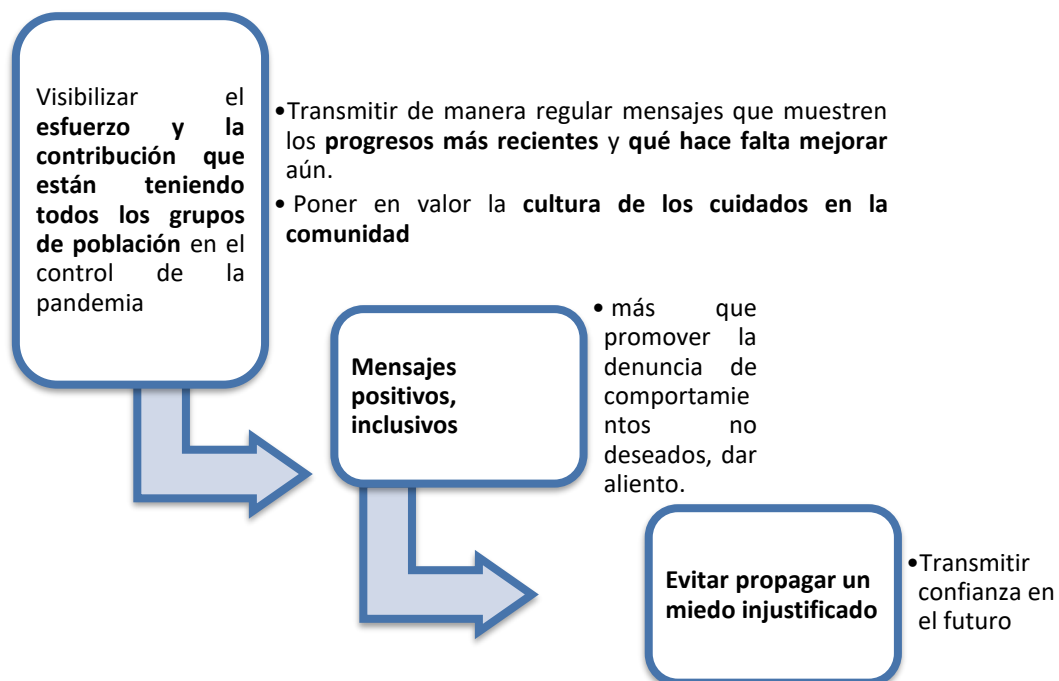 Visibilizar el
esfuerzo y la
contribución que
están teniendo
todos los grupos
de población en el
control de la
pandemia
•Transmitir de manera regular mensajes que muestren
los progresos más recientes y qué hace falta mejorar
aún.
• Poner en valor la cultura de los cuidados en la
comunidad
Mensajes
positivos,
inclusivos
• más que
promover la
denuncia de
comportamie
ntos no
deseados, dar
aliento.
Evitar propagar un
miedo injustificado
•Transmitir
confianza en
el futuro